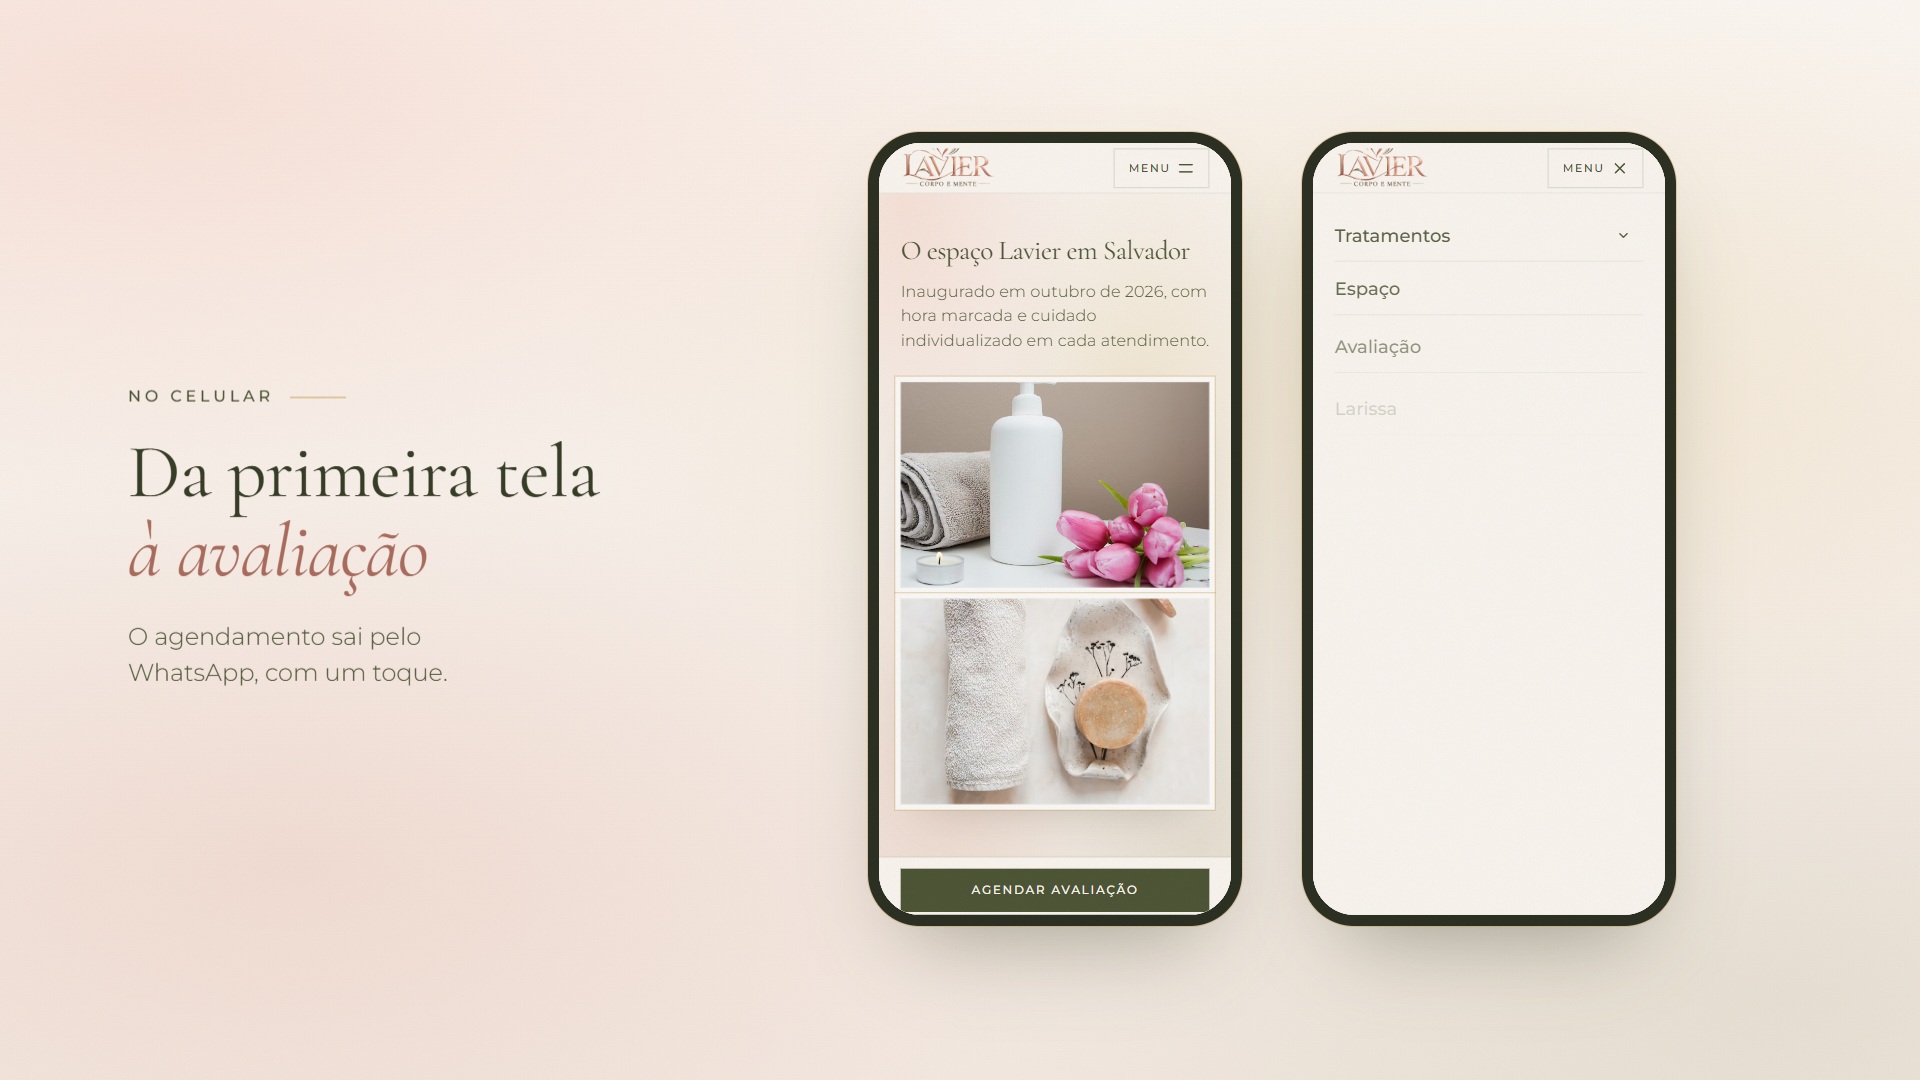 NO CELULAR
Da primeira tela
à avaliação
O agendamento sai pelo
WhatsApp, com um toque.
LAVIER
CORPO E MENTE
MENU
O espaço Lavier em Salvador
Inaugurado em outubro de 2026, com
hora marcada e cuidado
individualizado em cada atendimento.
AGENDAR AVALIAÇÃO
LAVIER
CORPO E MENTE
MENU
Tratamentos
Espaço
Avaliação
Larissa